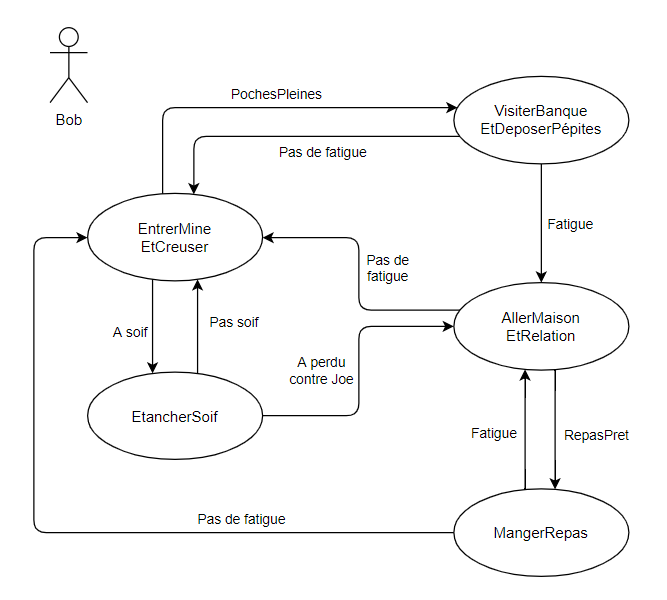 Bob
PochesPleines
VisiterBanque
EtDeposerPépites
Pas de fatigue
EntrerMine
EtCreuser
Fatigue
Pas de
fatigue
AllerMaison
EtRelation
A soif
Pas soif
A perdu
contre Joe
EtancherSoif
Fatigue
RepasPret
Pas de fatigue
MangerRepas